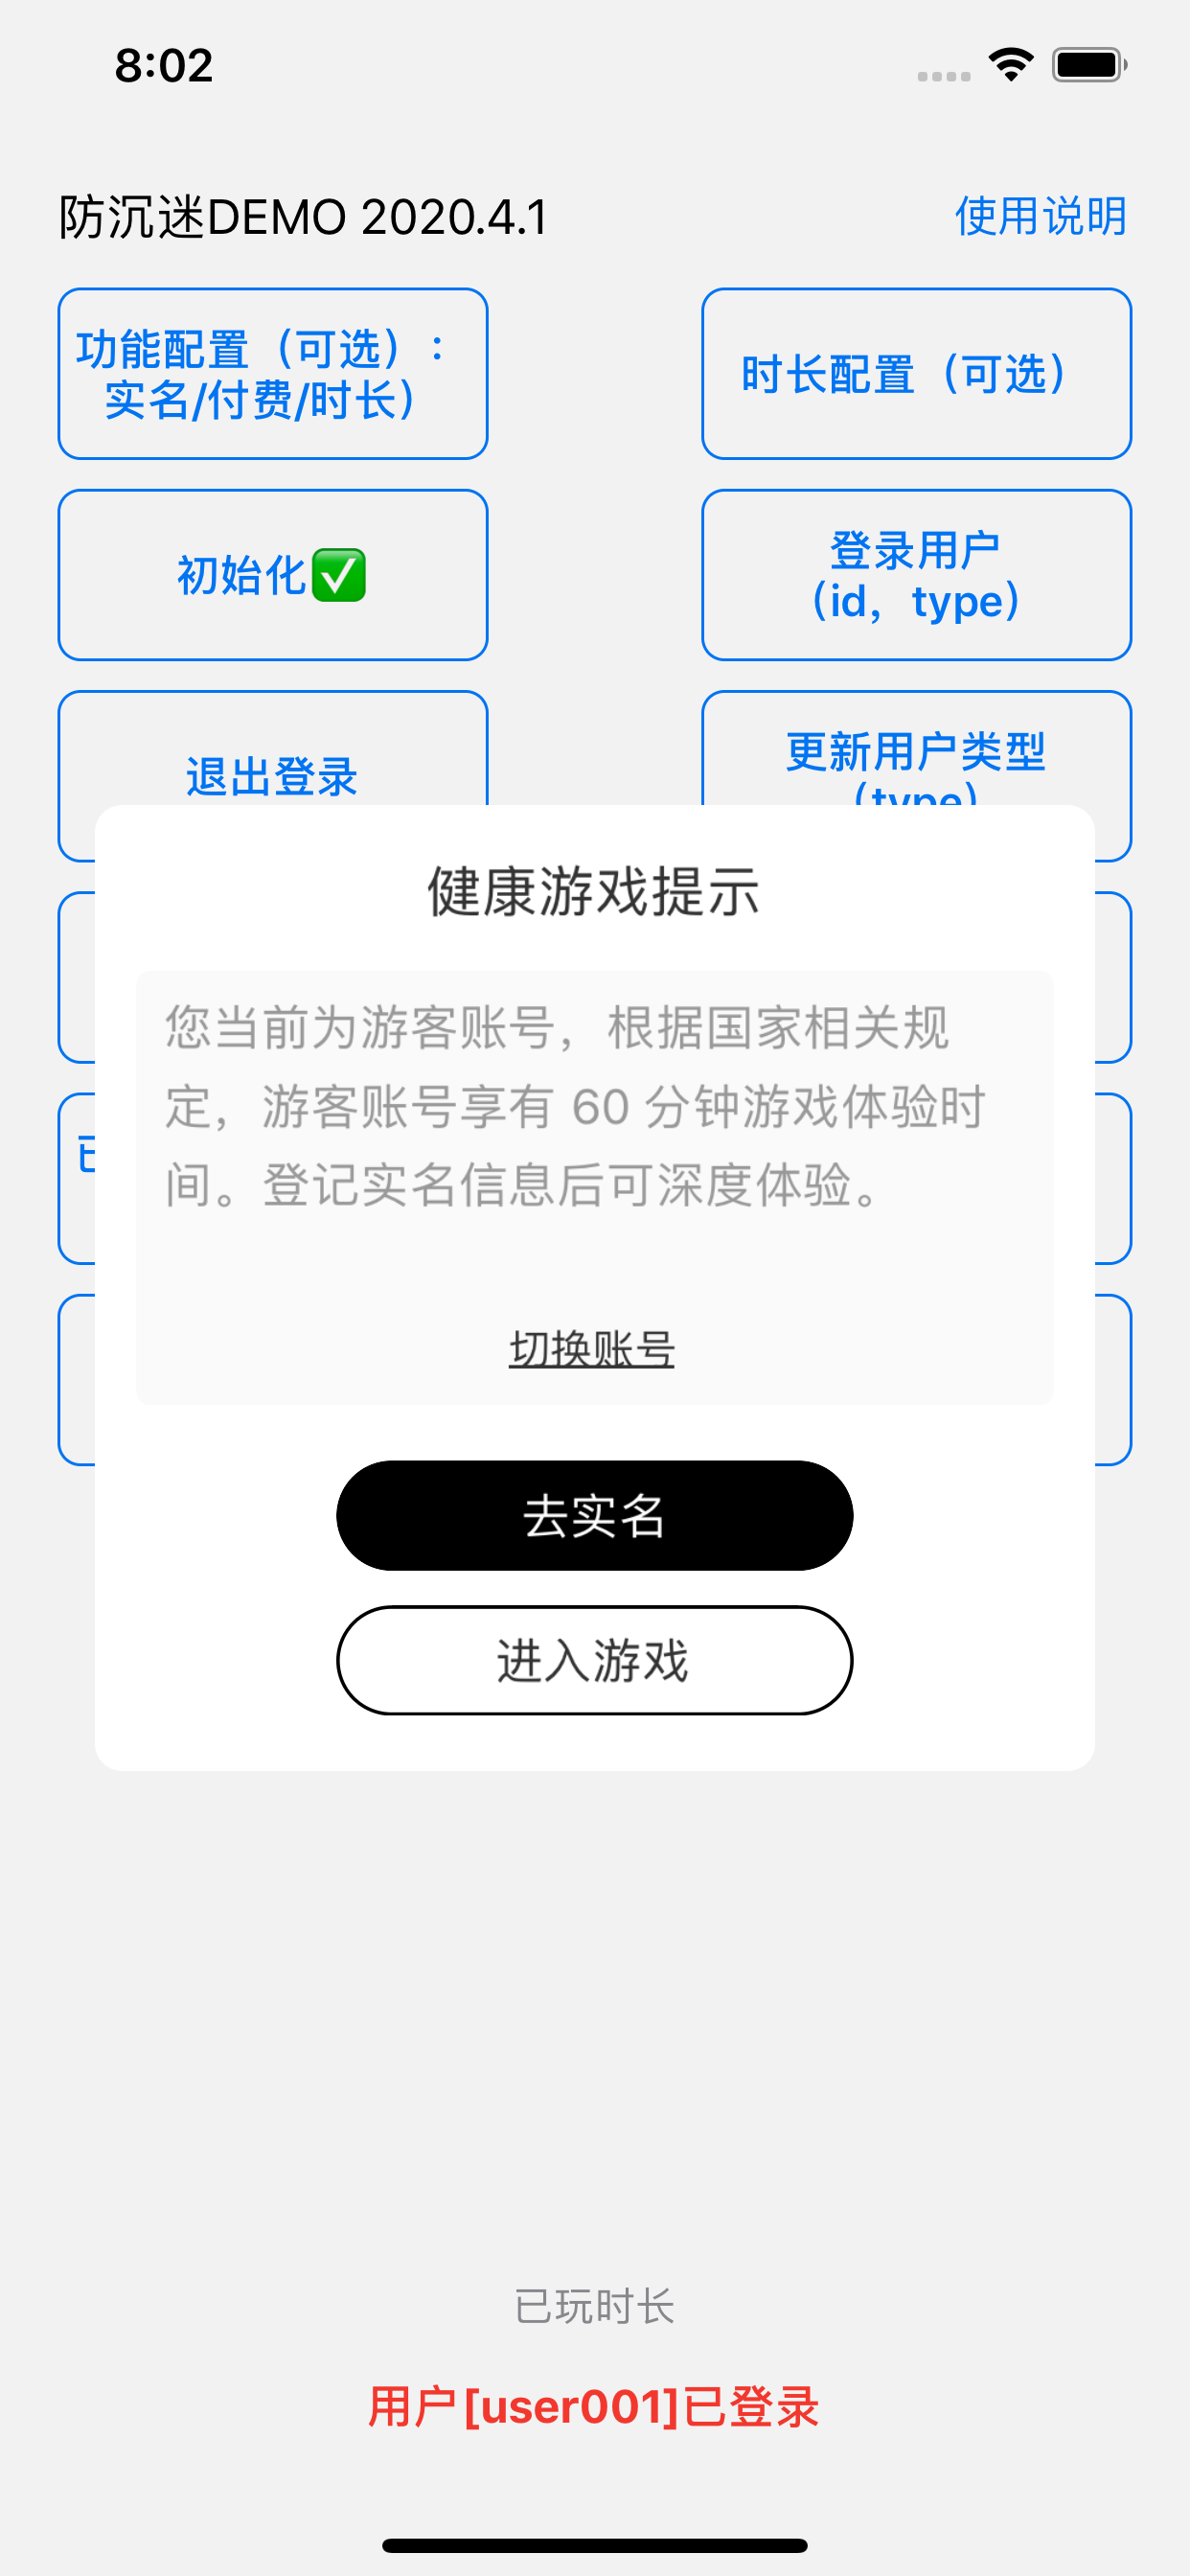 8:02
防沉迷DEMO 2020.4.1
使用说明
功能配置（可选）：
实名/付费/时长）
时长配置（可选）
初始化✅
登录用户
（id，type）
退出登录
更新用户类型
（type）
健康游戏提示
您当前为游客账号，根据国家相关规
定，游客账号享有 60 分钟游戏体验时
间。登记实名信息后可深度体验。
切换账号
去实名
进入游戏
已玩时长
用户[user001]已登录